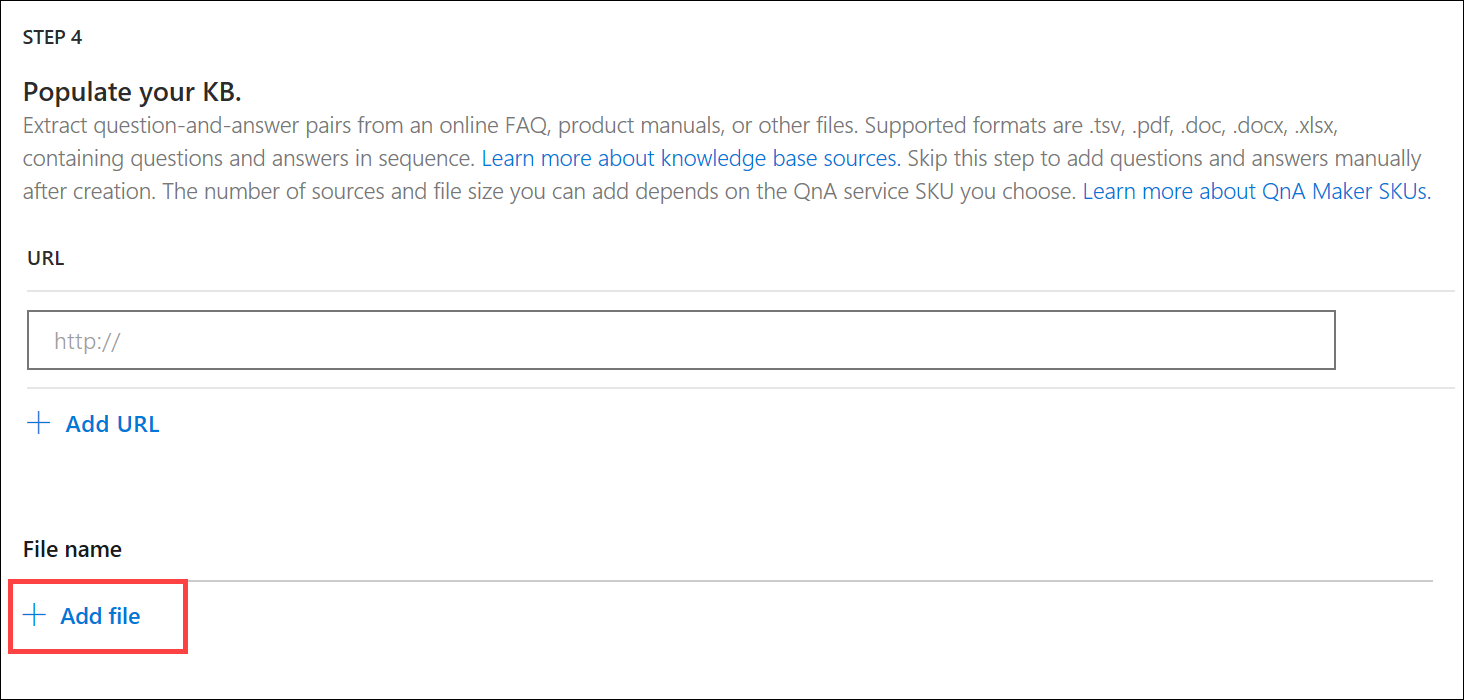 STEP 4
Populate your KB.
Extract question-and-answer pairs from an online FAQ, product manuals, or other files. Supported formats are .tsv, .pdf, .doc, .docx, .xlsx,
containing questions and answers in sequence. Learn more about knowledge base sources. Skip this step to add questions and answers manually
after creation. The number of sources and file size you can add depends on the QnA service SKU you choose. Learn more about QnA Maker SKUs.
URL
http://
+ Add URL
File name
+ Add file